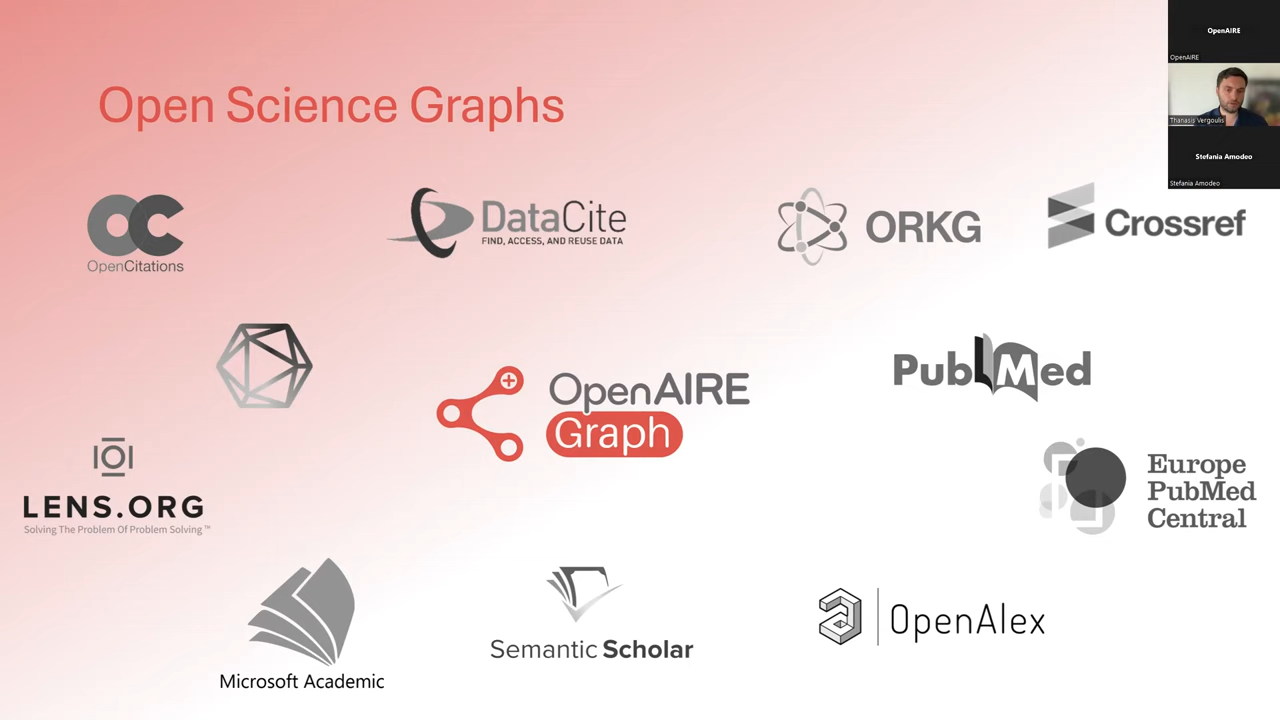 OpenAIRE
OpenAIRE
Thanasis Vergoulis
Stefania Amodeo
Stefania Amodeo
Open Science Graphs
OC
OpenCitations
DataCite
FIND, ACCESS, AND REUSE DATA
ORKG
Crossref
OpenAIRE
Graph
PubMed
LENS.ORG
Solving The Problem Of Problem Solving™
Europe
PubMed
Central
Microsoft Academic
Semantic Scholar
OpenAlex